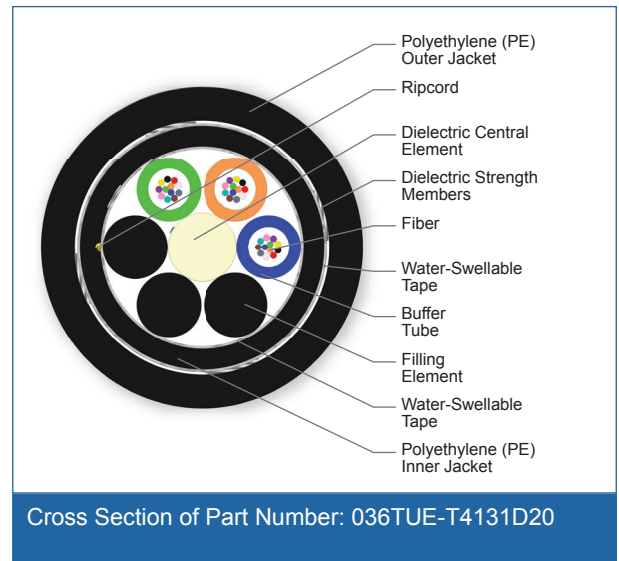 Polyethylene (PE)
Outer Jacket
Ripcord
Dielectric Central
Element
Dielectric Strength
Members
Fiber
Water-Swellable
Tape
Buffer
Tube
Filling
Element
Water-Swellable
Tape
Polyethylene (PE)
Inner Jacket
Cross Section of Part Number: 036TUE-T4131D20